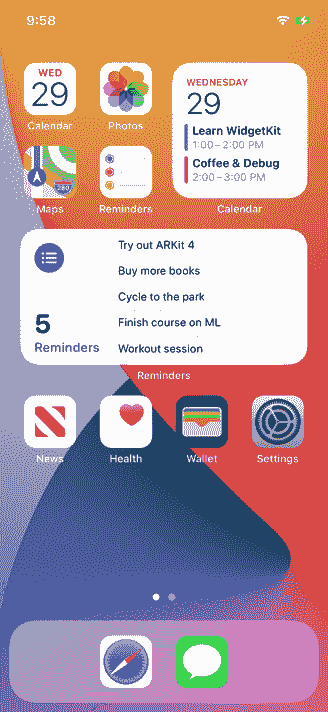 9:58
WED
29
Calendar
Photos
WEDNESDAY
29
Learn WidgetKit
1:00–2:00 PM
Coffee & Debug
2:00–3:00 PM
Calendar
280
Maps
Reminders
Try out ARKit 4
Buy more books
Cycle to the park
Finish course on ML
Workout session
5
Reminders
Reminders
News
Health
Wallet
Settings